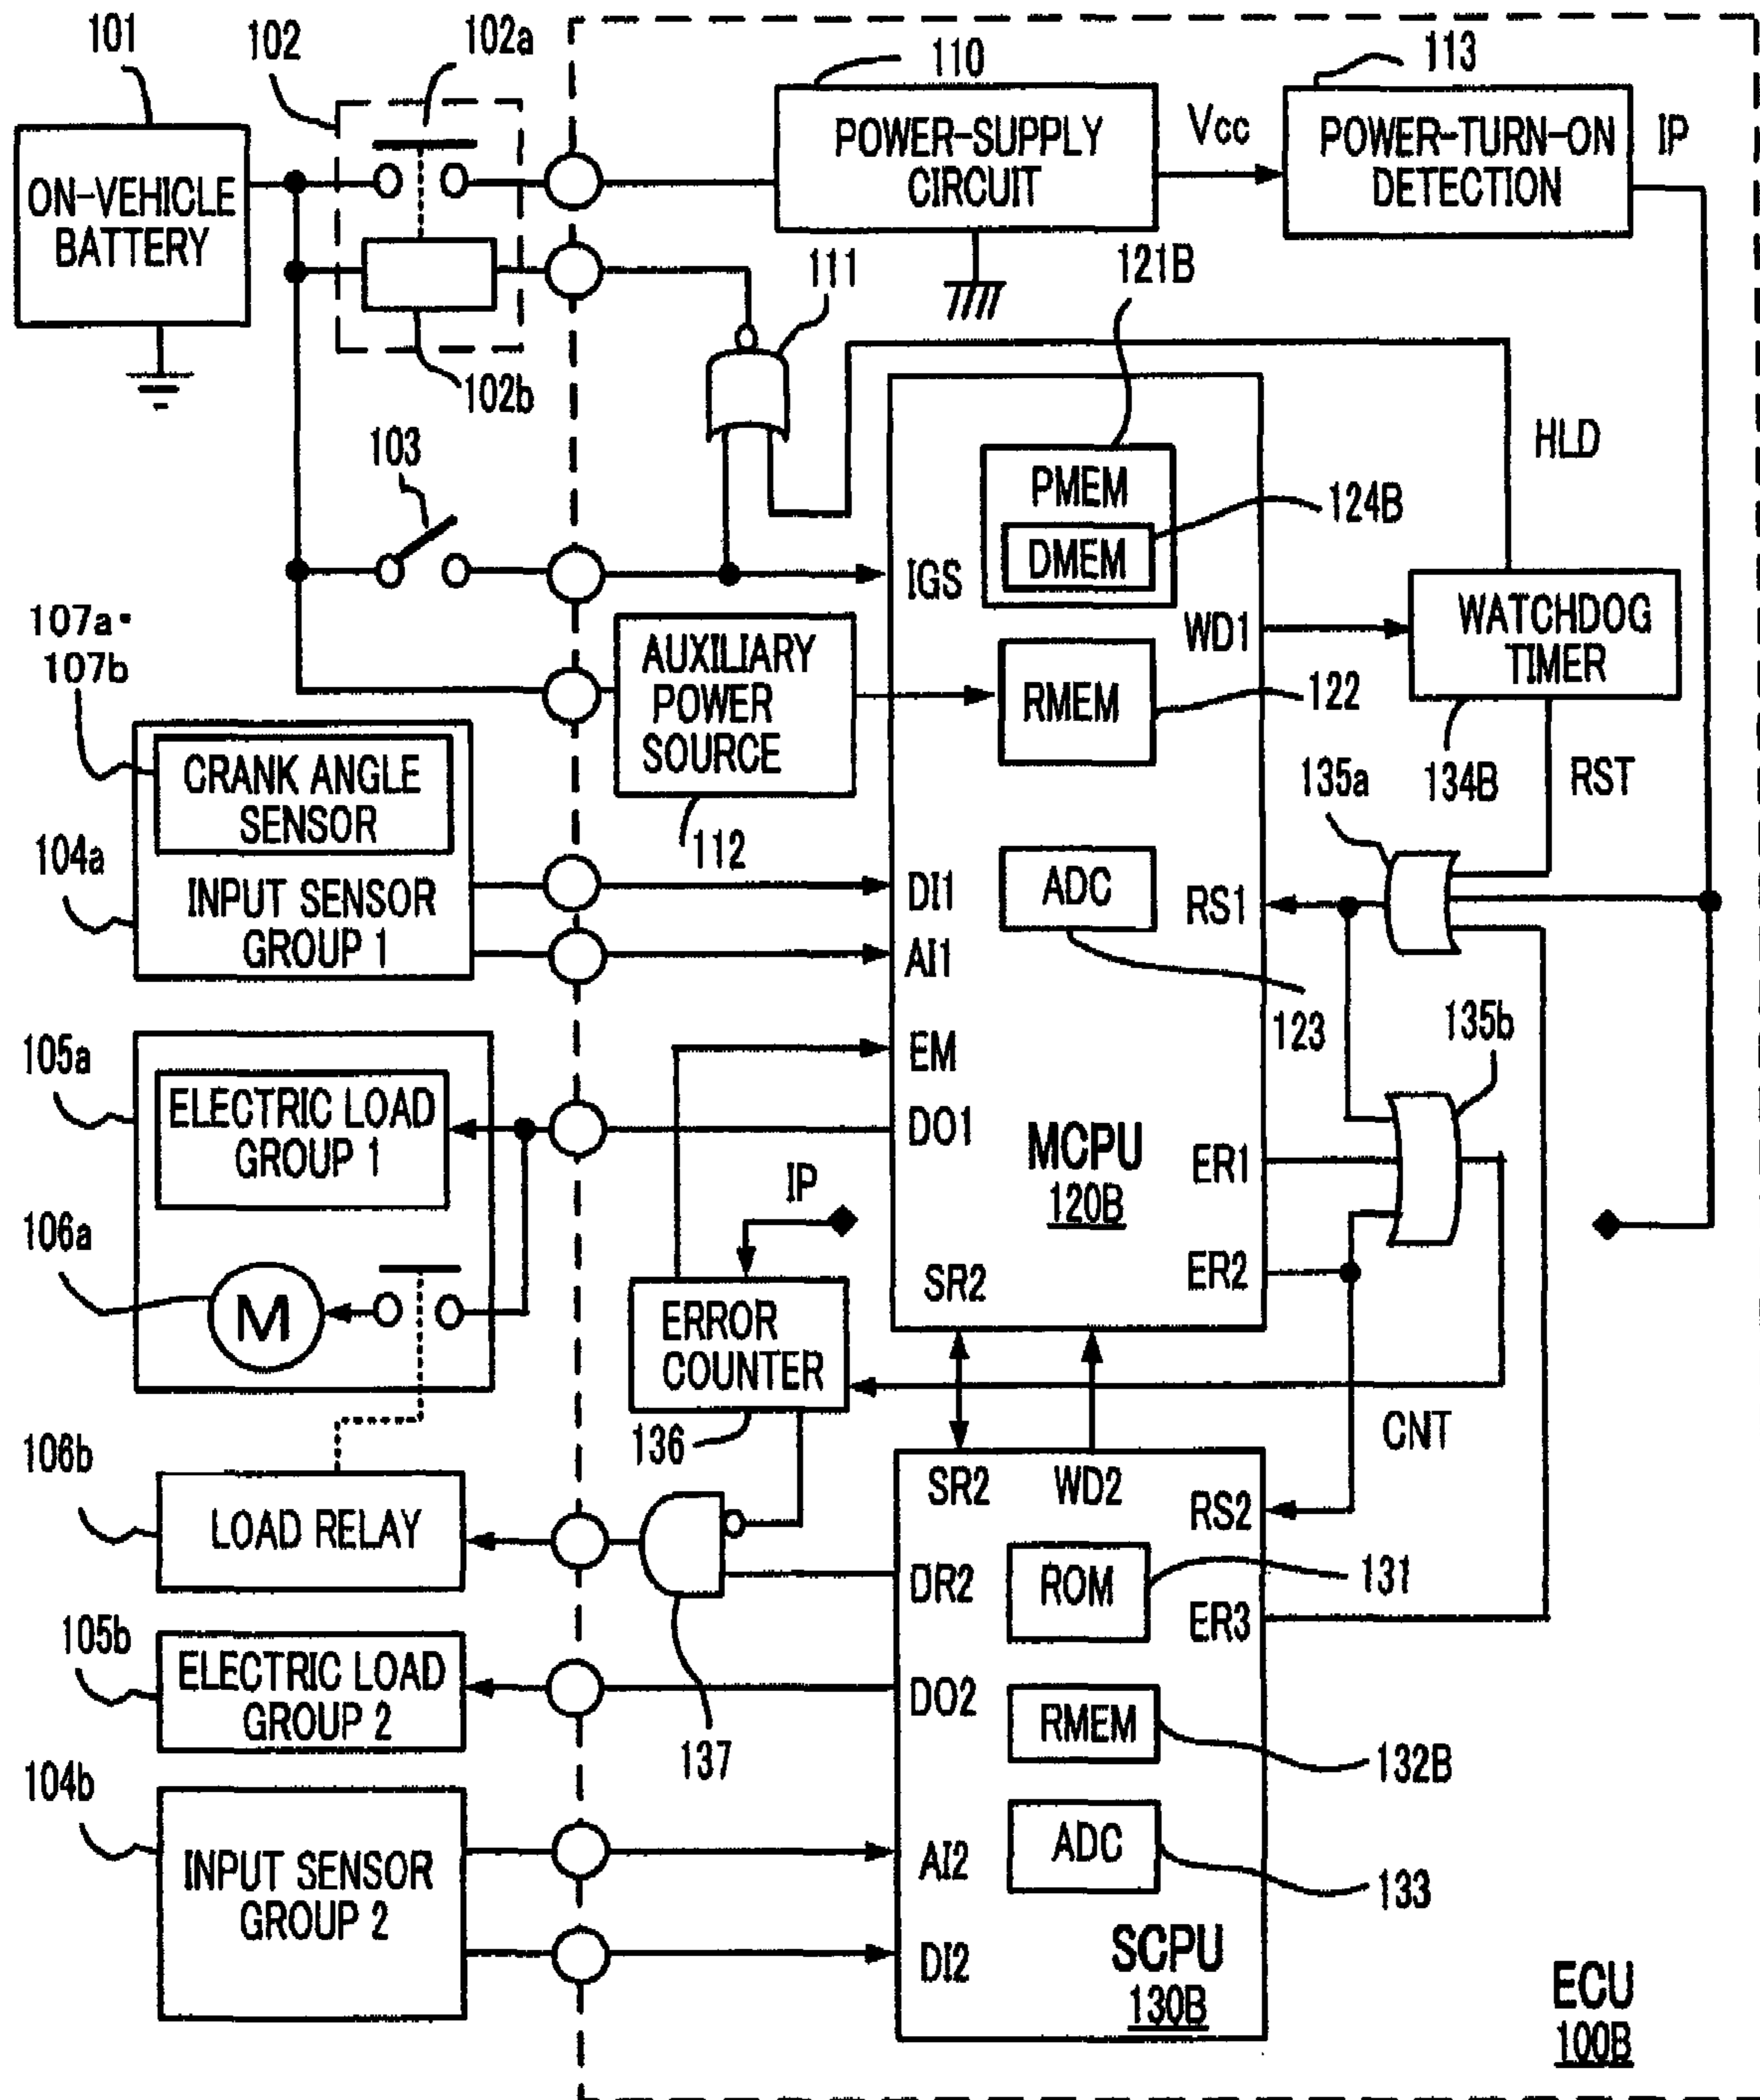 101
102
102a
110
113
ON-VEHICLE
BATTERY
POWER-SUPPLY
CIRCUIT
Vcc
POWER-TURN-ON
DETECTION
IP
102b
111
121B
103
PMEM
DMEM
124B
HLD
IGS
WD1
WATCHDOG
TIMER
107a·
107b
AUXILIARY
POWER
SOURCE
RMEM
122
CRANK ANGLE
SENSOR
104a
INPUT SENSOR
GROUP 1
112
135a
134B
RST
DI1
ADC
RS1
AI1
123
105a
EM
135b
ELECTRIC LOAD
GROUP 1
DO1
MCPU
120B
ER1
IP
106a
M
ER2
SR2
ERROR
COUNTER
136
CNT
106b
LOAD RELAY
SR2
WD2
RS2
DR2
ROM
131
ER3
105b
ELECTRIC LOAD
GROUP 2
DO2
137
RMEM
132B
104b
INPUT SENSOR
GROUP 2
AI2
ADC
133
DI2
SCPU
130B
ECU
100B